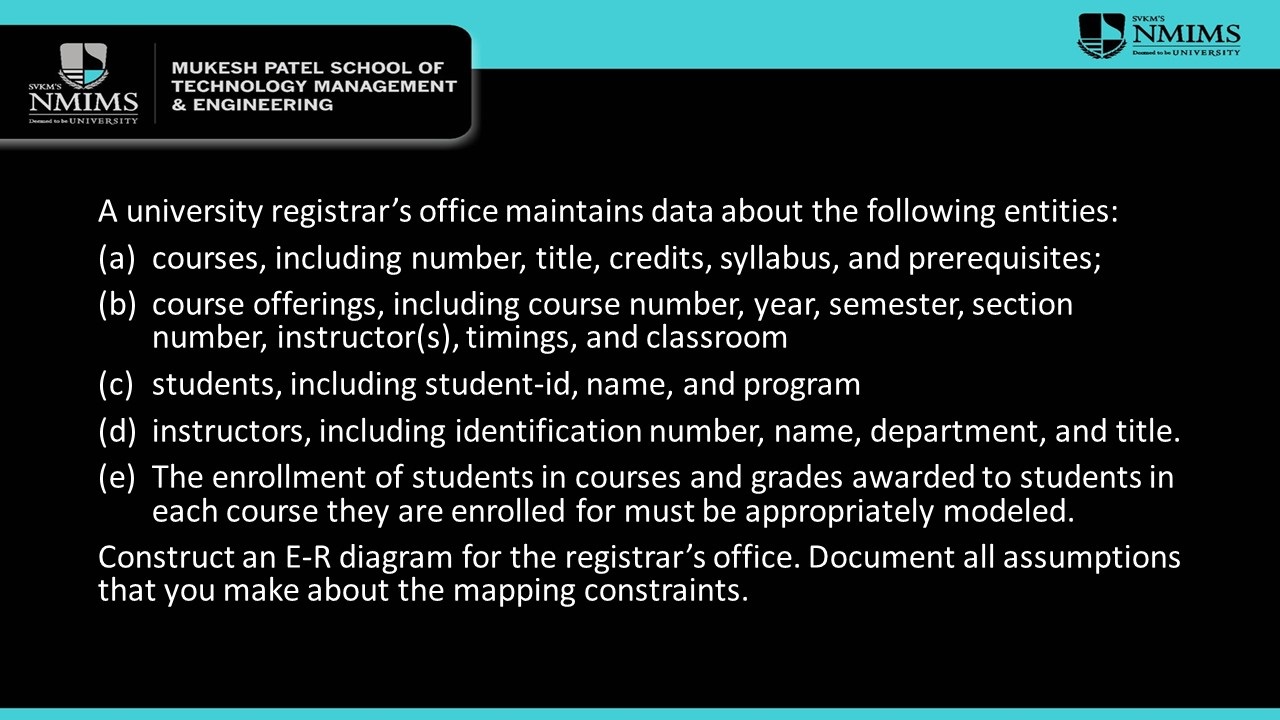 SVKM'S
NMIMS
Deemed to be UNIVERSITY
MUKESH PATEL SCHOOL OF
TECHNOLOGY MANAGEMENT
& ENGINEERING
SVKM'S
NMIMS
Deemed to be UNIVERSITY
A university registrar’s office maintains data about the following entities:
(a) courses, including number, title, credits, syllabus, and prerequisites;
(b) course offerings, including course number, year, semester, section
number, instructor(s), timings, and classroom
(c) students, including student-id, name, and program
(d) instructors, including identification number, name, department, and title.
(e) The enrollment of students in courses and grades awarded to students in
each course they are enrolled for must be appropriately modeled.
Construct an E-R diagram for the registrar’s office. Document all assumptions
that you make about the mapping constraints.